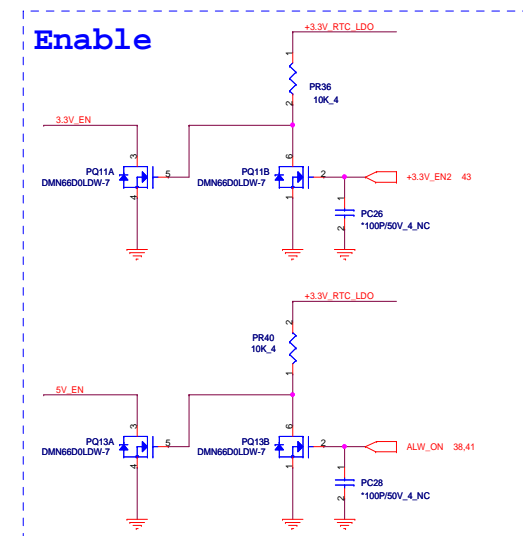 Enable
+3.3V_RTC_LDO
1
PR36
10K_4
2
3.3V_EN
3
PQ11A
DMN66D0LDW-7
5
4
6
PQ11B
DMN66D0LDW-7
2
1
+3.3V_EN2 43
1
PC26
*100P/50V_4_NC
2
+3.3V_RTC_LDO
2
PR40
10K_4
1
5V_EN
3
PQ13A
DMN66D0LDW-7
5
4
6
PQ13B
DMN66D0LDW-7
2
1
ALW_ON 38,41
1
PC28
*100P/50V_4_NC
2